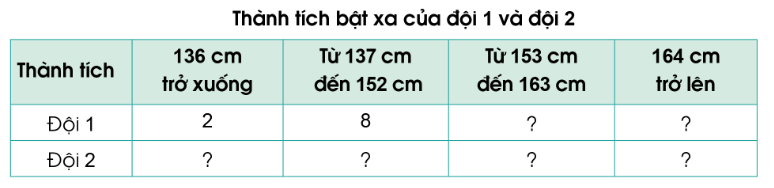 Thành tích bật xa của đội 1 và đội 2
Thành tích
136 cm
trở xuống
Từ 137 cm
đến 152 cm
Từ 153 cm
đến 163 cm
164 cm
trở lên
Đội 1 2 8 ? ?
Đội 2 ? ? ? ?